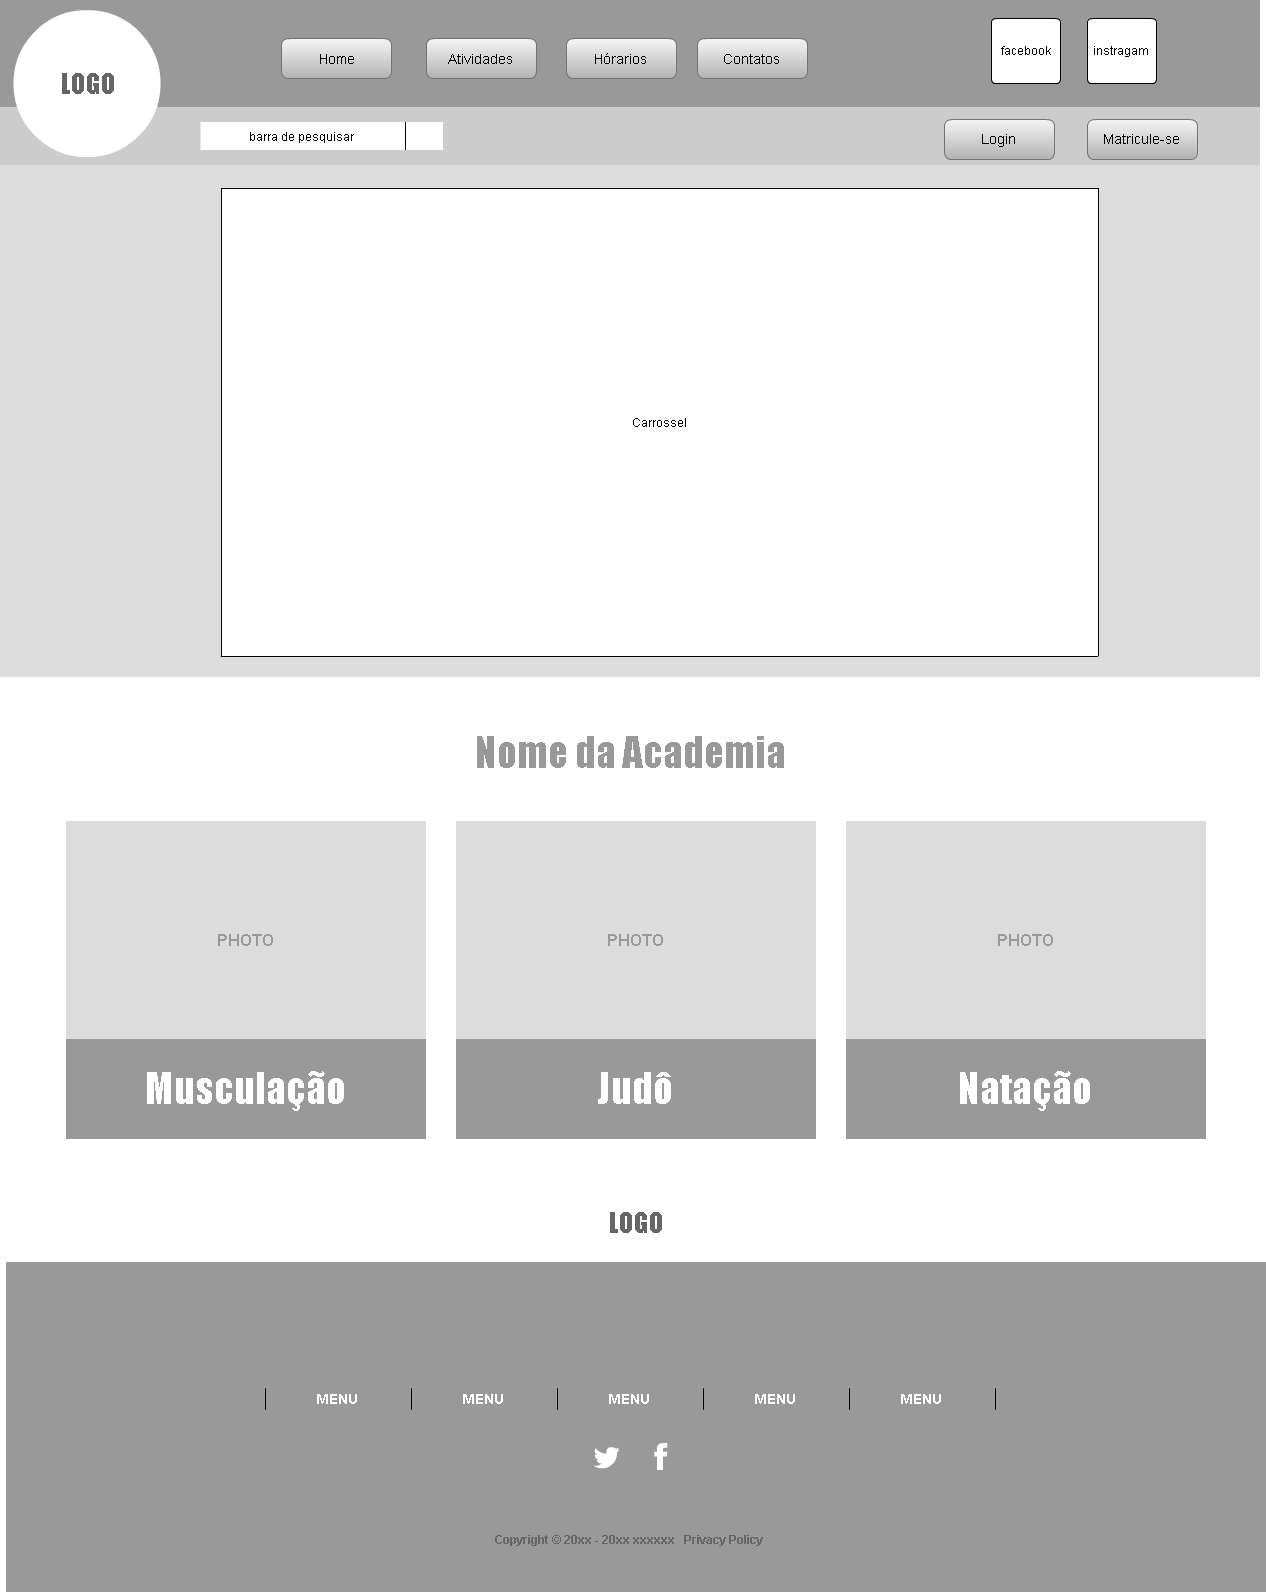 LOGO
Home
Atividades
Hórarios
Contatos
facebook
instragam
barra de pesquisar
Login
Matricule-se
Carrossel
Nome da Academia
PHOTO
PHOTO
PHOTO
Musculação
Judô
Natação
LOGO
MENU
MENU
MENU
MENU
MENU
Copyright © 20xx - 20xx xxxxxx Privacy Policy